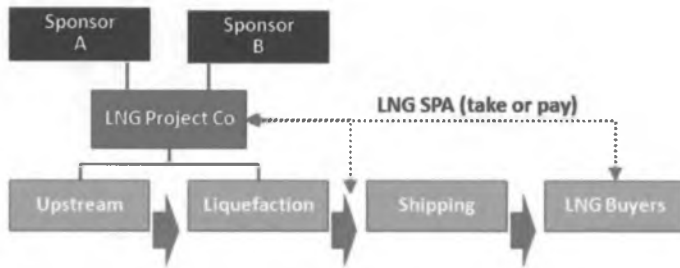 Sponsor
A
Sponsor
B
LNG Project Co
LNG SPA (take or pay)
Upstream
Liquefaction
Shipping
LNG Buyers